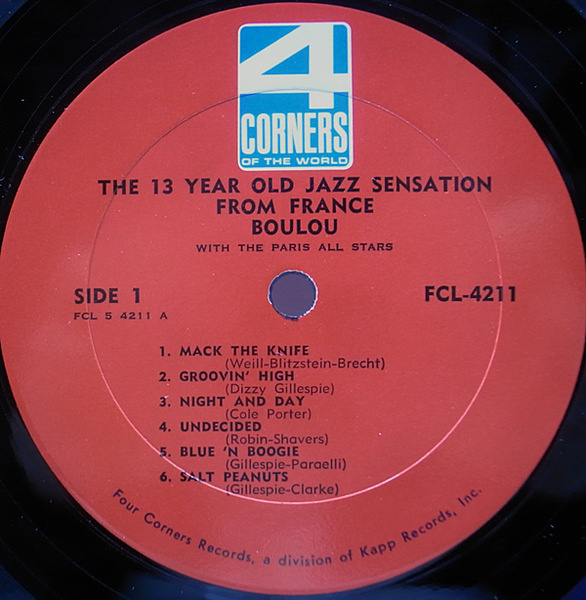 4
CORNERS
OF THE WORLD
THE 13 YEAR OLD JAZZ SENSATION
FROM FRANCE
BOULOU
WITH THE PARIS ALL STARS
SIDE 1
FCL-4211
FCL 5 4211 A
1. MACK THE KNIFE
(Weill-Blitzstein-Brecht)
2. GROOVIN' HIGH
(Dizzy Gillespie)
3. NIGHT AND DAY
(Cole Porter)
4. UNDECIDED
(Robin-Shavers)
5. BLUE 'N BOOGIE
(Gillespie-Paraelli)
6. SALT PEANUTS
(Gillespie-Clarke)
Four Corners Records, a division of Kapp Records, Inc.